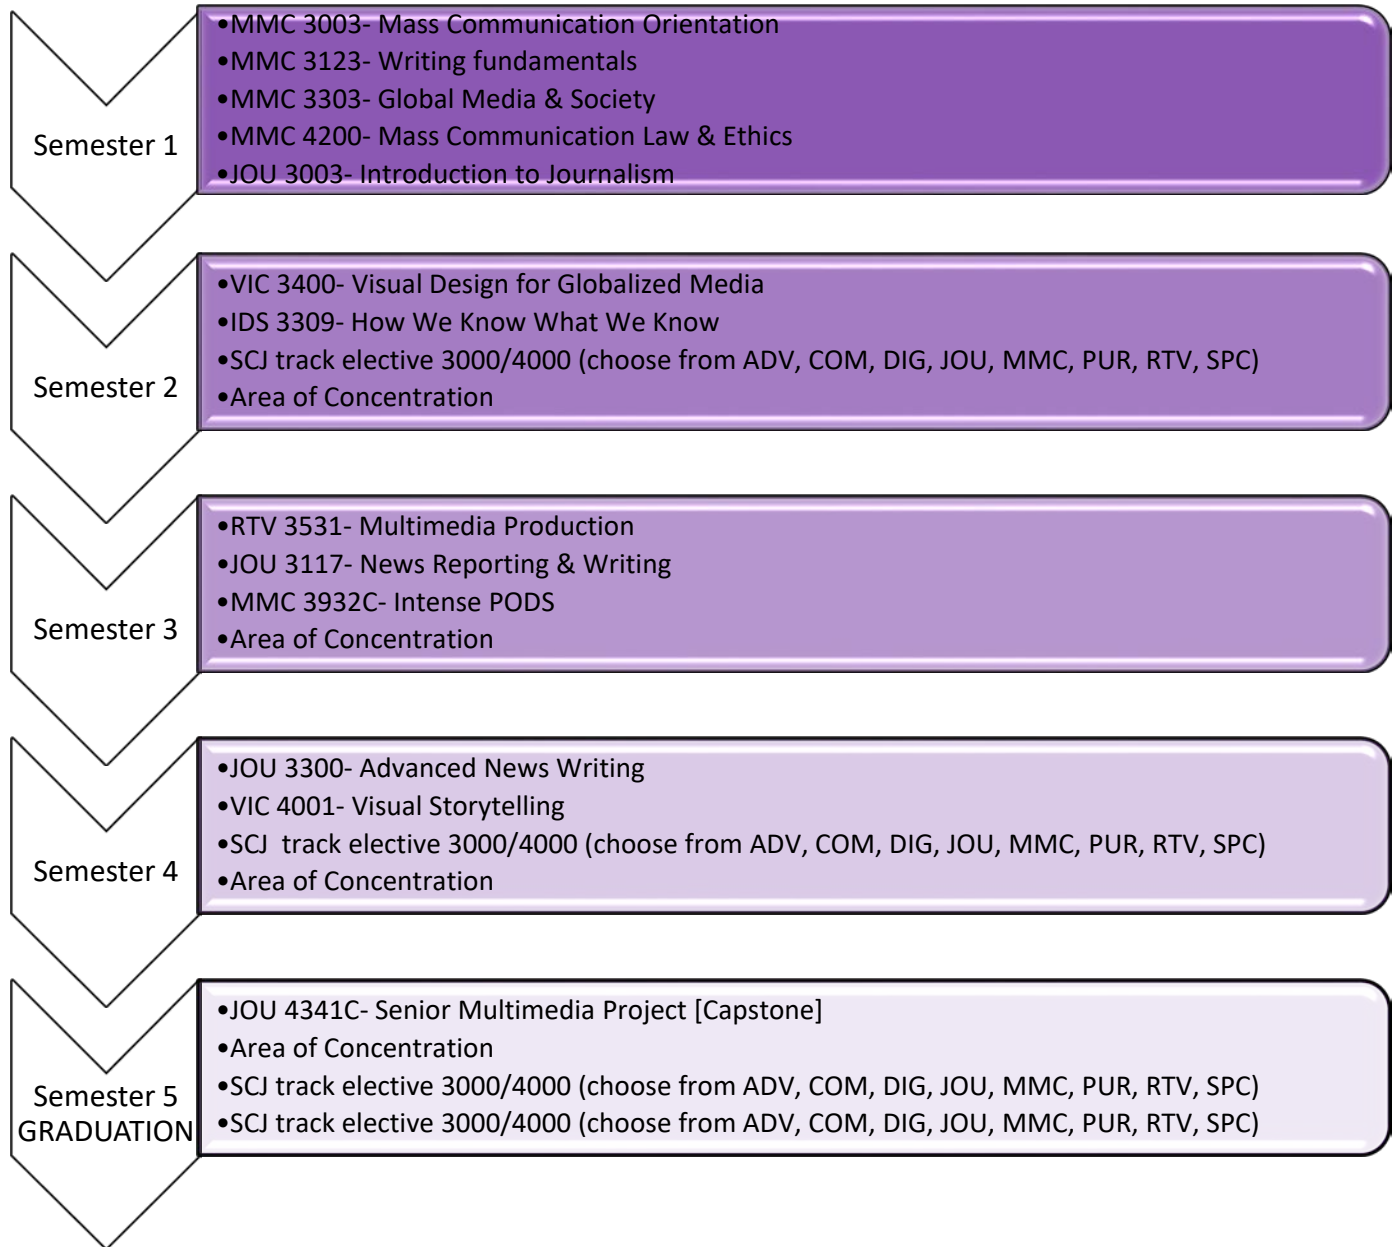 Semester 1
•MMC 3003- Mass Communication Orientation
•MMC 3123- Writing fundamentals
•MMC 3303- Global Media & Society
•MMC 4200- Mass Communication Law & Ethics
•JOU 3003- Introduction to Journalism
Semester 2
•VIC 3400- Visual Design for Globalized Media
•IDS 3309- How We Know What We Know
•SCJ track elective 3000/4000 (choose from ADV, COM, DIG, JOU, MMC, PUR, RTV, SPC)
•Area of Concentration
Semester 3
•RTV 3531- Multimedia Production
•JOU 3117- News Reporting & Writing
•MMC 3932C- Intense PODS
•Area of Concentration
Semester 4
•JOU 3300- Advanced News Writing
•VIC 4001- Visual Storytelling
•SCJ  track elective 3000/4000 (choose from ADV, COM, DIG, JOU, MMC, PUR, RTV, SPC)
•Area of Concentration
Semester 5
GRADUATION
•JOU 4341C- Senior Multimedia Project [Capstone]
•Area of Concentration
•SCJ track elective 3000/4000 (choose from ADV, COM, DIG, JOU, MMC, PUR, RTV, SPC)
•SCJ track elective 3000/4000 (choose from ADV, COM, DIG, JOU, MMC, PUR, RTV, SPC)